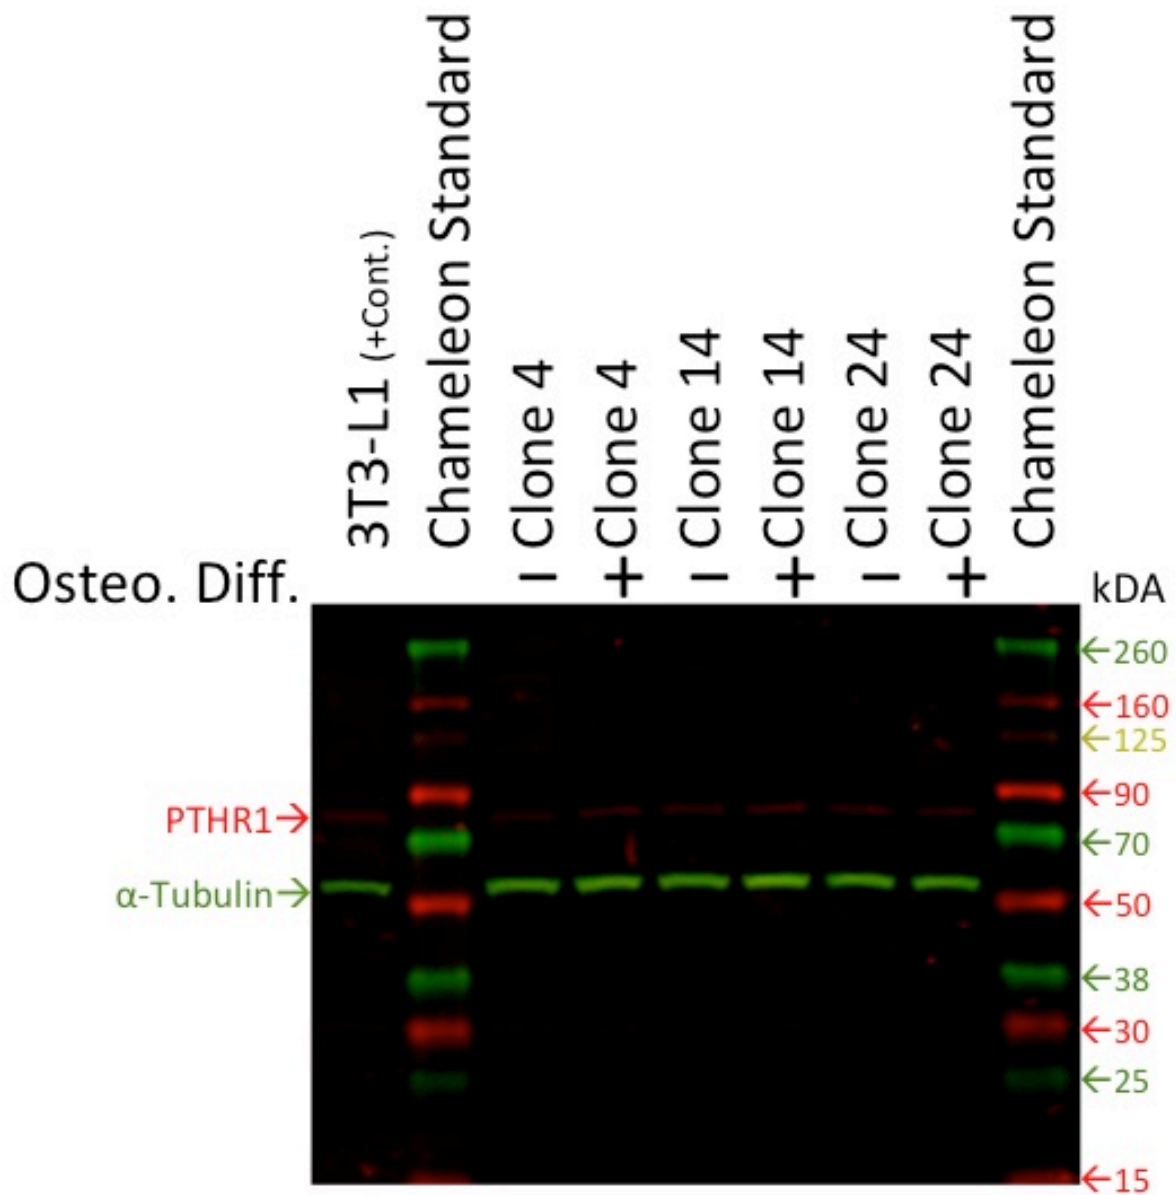 3T3-L1 (+Cont.)
Chameleon Standard
Clone 4
Clone 4
Clone 14
Clone 14
Clone 24
Clone 24
Chameleon Standard
Osteo. Diff. − + − + − + kDA
←260
←160
←125
←90
PTHR1→
←70
α-Tubulin→
←50
←38
←30
←25
←15